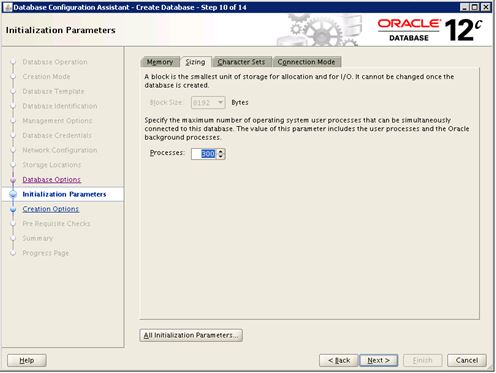 Database Configuration Assistant - Create Database - Step 10 of 14
Initialization Parameters
ORACLE
DATABASE 12c
Database Operation
Creation Mode
Database Template
Database Identification
Management Options
Database Credentials
Network Configuration
Storage Locations
Database Options
Initialization Parameters
Creation Options
Pre Requisite Checks
Summary
Progress Page
Memory Sizing Character Sets Connection Mode
A block is the smallest unit of storage for allocation and for I/O. It cannot be changed once the
database is created.
Block Size: 8192 Bytes
Specify the maximum number of operating system user processes that can be simultaneously
connected to this database. The value of this parameter includes the user processes and the Oracle
background processes.
Processes: 300
All Initialization Parameters...
Help < Back Next > Finish Cancel